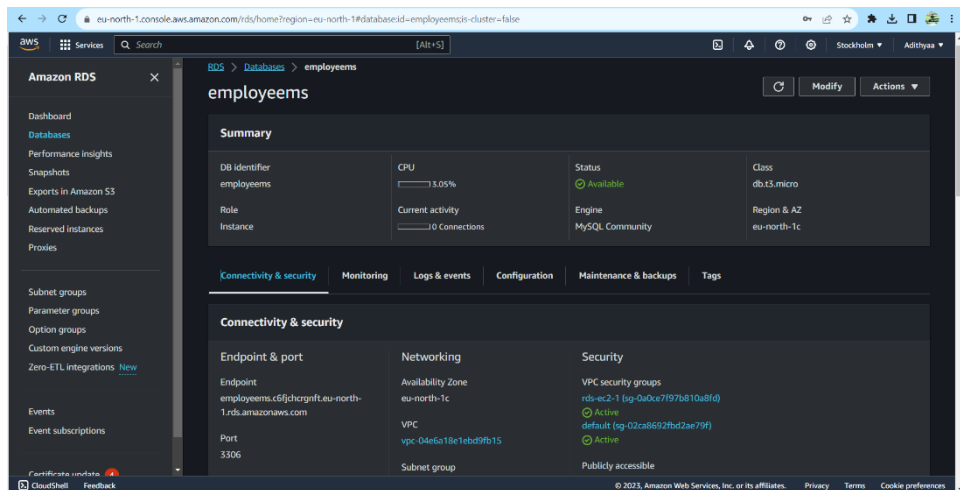 eu-north-1.console.aws.amazon.com/rds/home?region=eu-north-1#database:id=employeems;is-cluster=false
aws
Services
Search
[Alt+S]
Stockholm ▼
Adithyaa ▼
Amazon RDS
Dashboard
Databases
Performance insights
Snapshots
Exports in Amazon S3
Automated backups
Reserved instances
Proxies
Subnet groups
Parameter groups
Option groups
Custom engine versions
Zero-ETL integrations New
Events
Event subscriptions
Certificate update 4
RDS > Databases > employeems
employeems
Modify
Actions ▼
Summary
DB identifier
employeems
CPU
3.05%
Status
Available
Class
db.t3.micro
Role
Instance
Current activity
0 Connections
Engine
MySQL Community
Region & AZ
eu-north-1c
Connectivity & security
Monitoring
Logs & events
Configuration
Maintenance & backups
Tags
Connectivity & security
Endpoint & port
Endpoint
employeems.c6fjchcrgnft.eu-north-
1.rds.amazonaws.com
Port
3306
Networking
Availability Zone
eu-north-1c
VPC
vpc-04e6a18e1ebd9fb15
Subnet group
Security
VPC security groups
rds-ec2-1 (sg-0a0ce7f97b810a8fd)
Active
default (sg-02ca8692fbd2ae79f)
Active
Publicly accessible
CloudShell
Feedback
© 2023, Amazon Web Services, Inc. or its affiliates.
Privacy
Terms
Cookie preferences